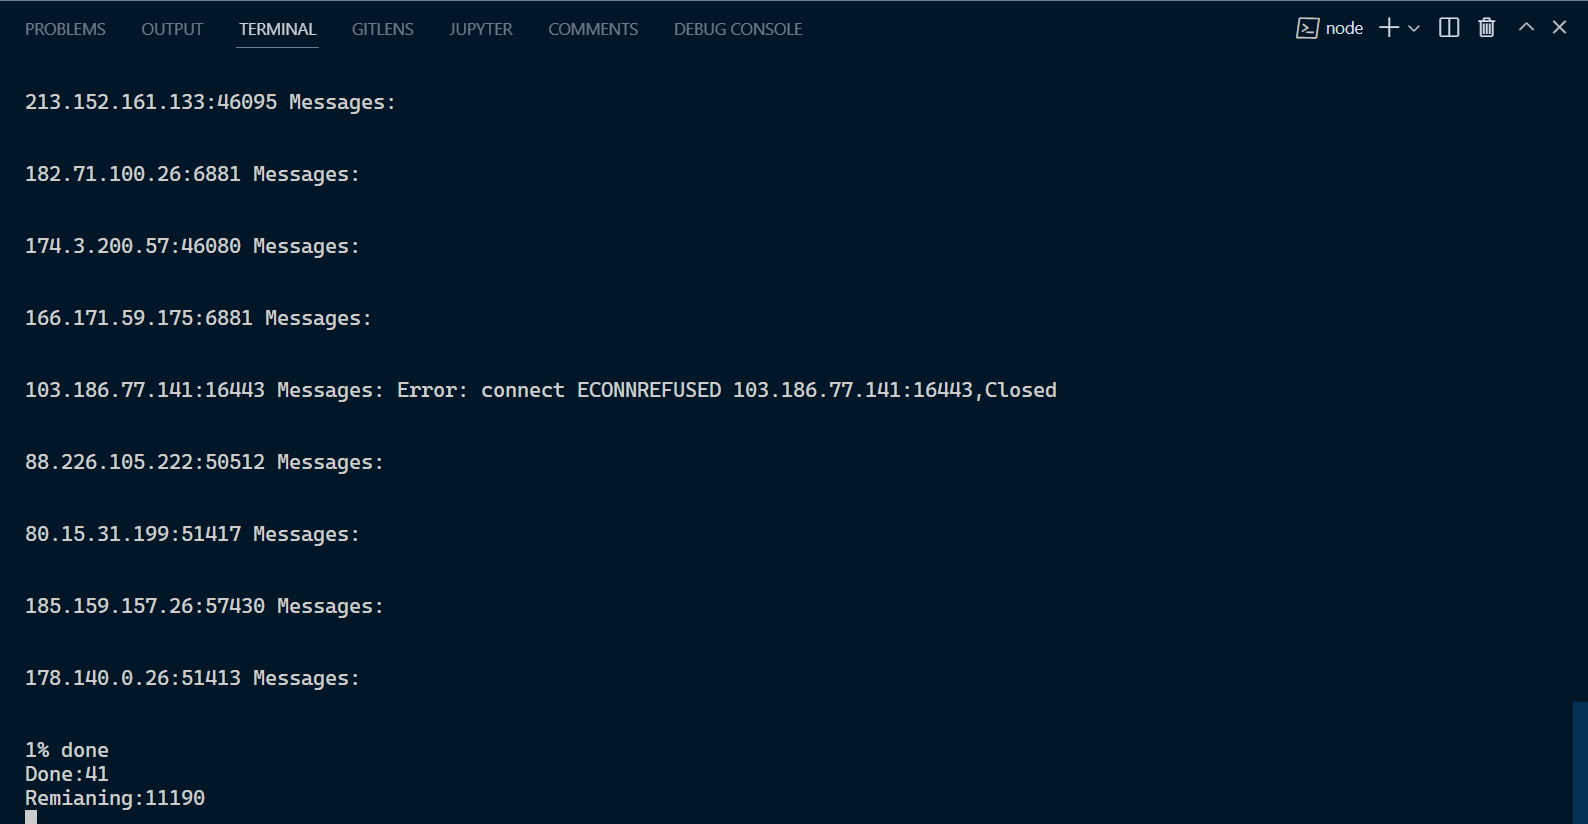 PROBLEMS OUTPUT TERMINAL GITLENS JUPYTER COMMENTS DEBUG CONSOLE node
213.152.161.133:46095 Messages:
182.71.100.26:6881 Messages:
174.3.200.57:46080 Messages:
166.171.59.175:6881 Messages:
103.186.77.141:16443 Messages: Error: connect ECONNREFUSED 103.186.77.141:16443,Closed
88.226.105.222:50512 Messages:
80.15.31.199:51417 Messages:
185.159.157.26:57430 Messages:
178.140.0.26:51413 Messages:
1% done
Done:41
Remianing:11190